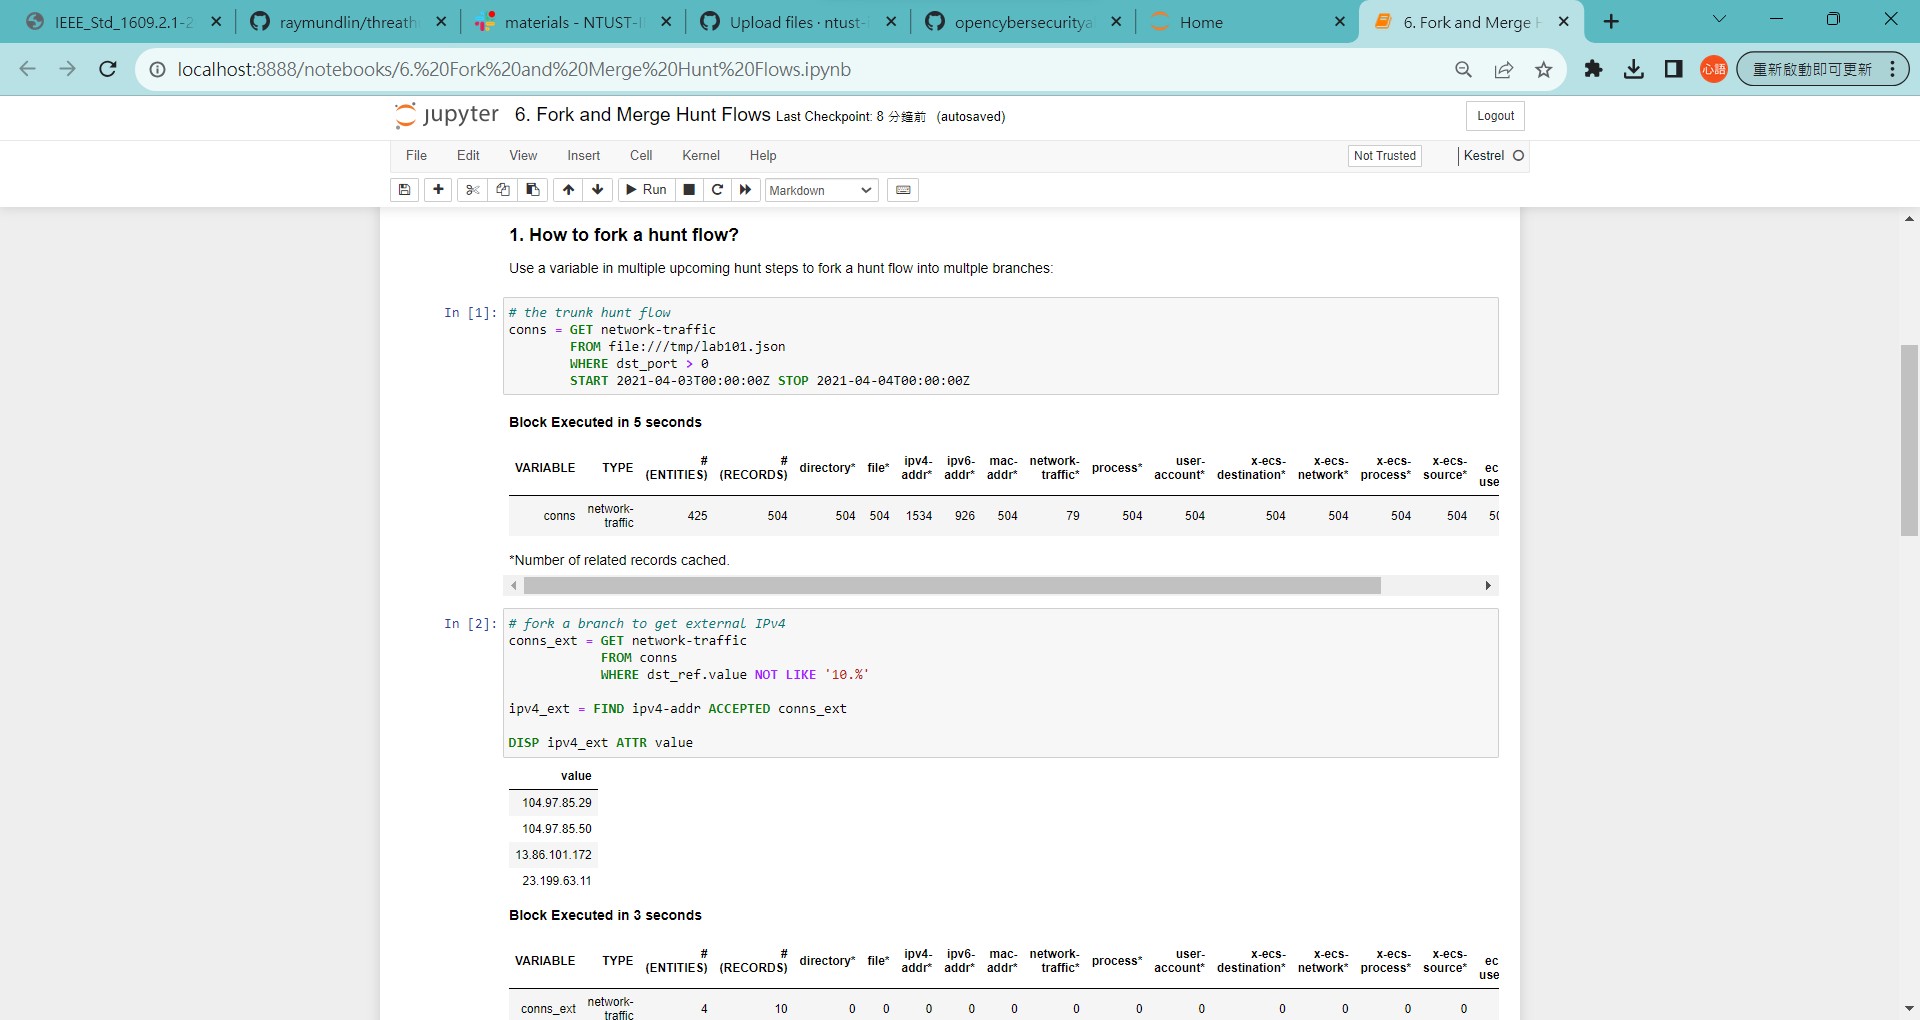 IEEE_Std_1609.2.1-2
raymundlin/threath
materials - NTUST-I
Upload files · ntust-i
opencybersecuritya
Home
6. Fork and Merge H
localhost:8888/notebooks/6.%20Fork%20and%20Merge%20Hunt%20Flows.ipynb
心語
重新啟動即可更新
jupyter 6. Fork and Merge Hunt Flows Last Checkpoint: 8 分鐘前 (autosaved)
Logout
File Edit View Insert Cell Kernel Help
Not Trusted
Kestrel
Run
Markdown
1. How to fork a hunt flow?
Use a variable in multiple upcoming hunt steps to fork a hunt flow into multple branches:
In [1]:
# the trunk hunt flow
conns = GET network-traffic
FROM file:///tmp/lab101.json
WHERE dst_port > 0
START 2021-04-03T00:00:00Z STOP 2021-04-04T00:00:00Z
Block Executed in 5 seconds
VARIABLE TYPE # (ENTITIES) # (RECORDS) directory* file* ipv4-addr* ipv6-addr* mac-addr* network-traffic* process* user-account* x-ecs-destination* x-ecs-network* x-ecs-process* x-ecs-source* ec use
conns network-traffic 425 504 504 504 1534 926 504 79 504 504 504 504 504 504 50
*Number of related records cached.
In [2]:
# fork a branch to get external IPv4
conns_ext = GET network-traffic
FROM conns
WHERE dst_ref.value NOT LIKE '10.%'
ipv4_ext = FIND ipv4-addr ACCEPTED conns_ext
DISP ipv4_ext ATTR value
value
104.97.85.29
104.97.85.50
13.86.101.172
23.199.63.11
Block Executed in 3 seconds
VARIABLE TYPE # (ENTITIES) # (RECORDS) directory* file* ipv4-addr* ipv6-addr* mac-addr* network-traffic* process* user-account* x-ecs-destination* x-ecs-network* x-ecs-process* x-ecs-source* ec use
conns_ext network-traffic 4 10 0 0 0 0 0 0 0 0 0 0 0 0